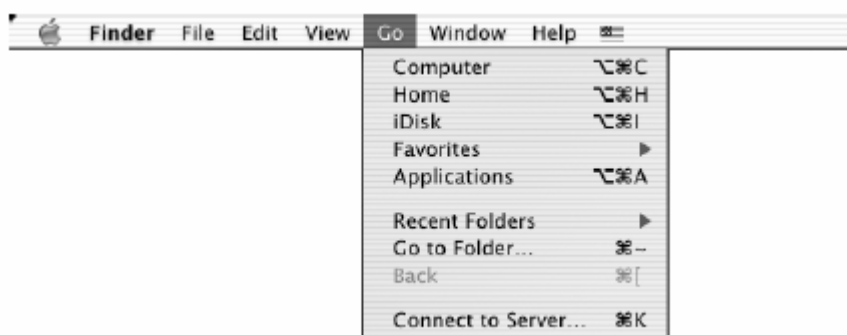 Finder File Edit View Go Window Help
Computer ⌥⌘C
Home ⌥⌘H
iDisk ⌥⌘I
Favorites ▶
Applications ⌥⌘A
Recent Folders ▶
Go to Folder... ⌘~
Back ⌘[
Connect to Server... ⌘K